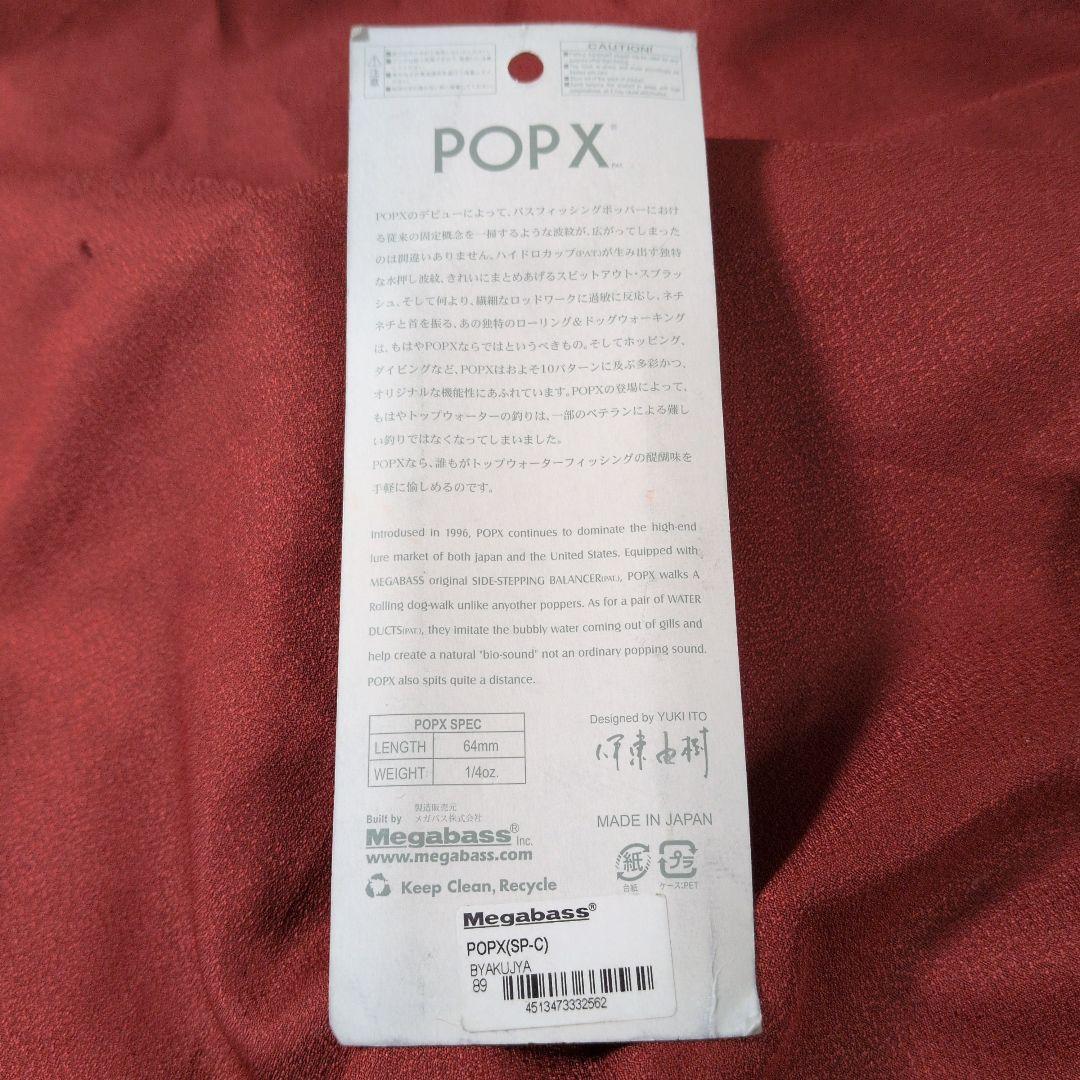 注意
CAUTION!
POP X®
PAT.
POPXのデビューによって、バスフィッシングポッパーにおけ
る従来の固定概念を一掃するような波紋が、広がってしまった
のは間違いありません。ハイドロカップ(PAT.)が生み出す独特
な水押し波紋、きれいにまとめあげるスピットアウト・スプラッ
シュ、そして何より、繊細なロッドワークに過敏に反応し、ネチ
ネチと首を振る、あの独特のローリング&ドッグウォーキング
は、もはやPOPXならではというべきもの。そしてホッピング、
ダイビングなど、POPXはおよそ10パターンに及ぶ多彩かつ、
オリジナルな機能性にあふれています。POPXの登場によって、
もはやトップウォーターの釣りは、一部のベテランによる難し
い釣りではなくなってしまいました。
POPXなら、誰もがトップウォーターフィッシングの醍醐味を
手軽に愉しめるのです。
Introdused in 1996, POPX continues to dominate the high-end
lure market of both japan and the United States. Equipped with
MEGABASS original SIDE-STEPPING BALANCER(PAT.), POPX walks A
Rolling dog-walk unlike anyother poppers. As for a pair of WATER
DUCTS(PAT.), they imitate the bubbly water coming out of gills and
help create a natural "bio-sound" not an ordinary popping sound.
POPX also spits quite a distance.
POPX SPEC
LENGTH 64mm
WEIGHT 1/4oz.
Designed by YUKI ITO
伊東由樹
製造販売元
Built by メガバス株式会社
Megabass® Inc.
www.megabass.com
Keep Clean, Recycle
MADE IN JAPAN
紙 プラ
台紙 ケース:PET
Megabass®
POPX(SP-C)
BYAKUJYA
89
4513473332562